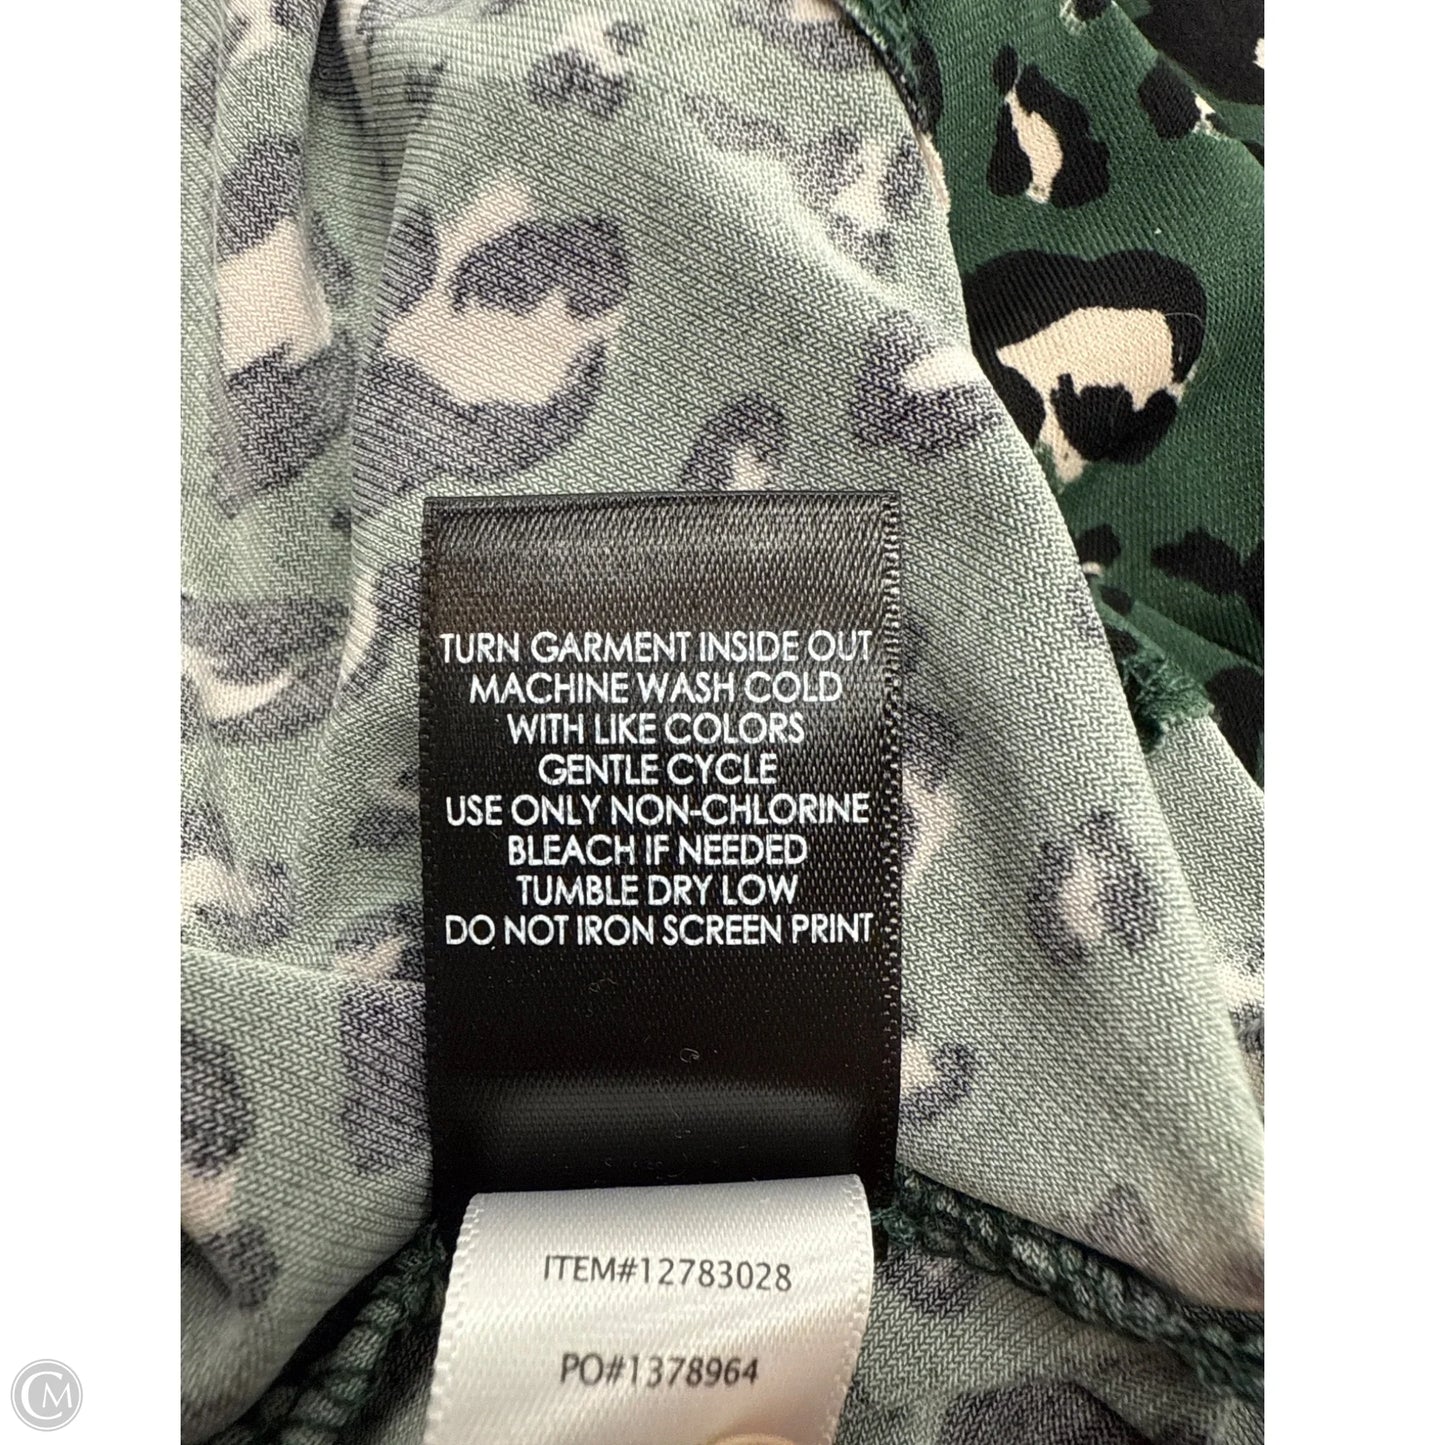 TURN GARMENT INSIDE OUT
MACHINE WASH COLD
WITH LIKE COLORS
GENTLE CYCLE
USE ONLY NON-CHLORINE
BLEACH IF NEEDED
TUMBLE DRY LOW
DO NOT IRON SCREEN PRINT
ITEM#12783028
PO#1378964
CM